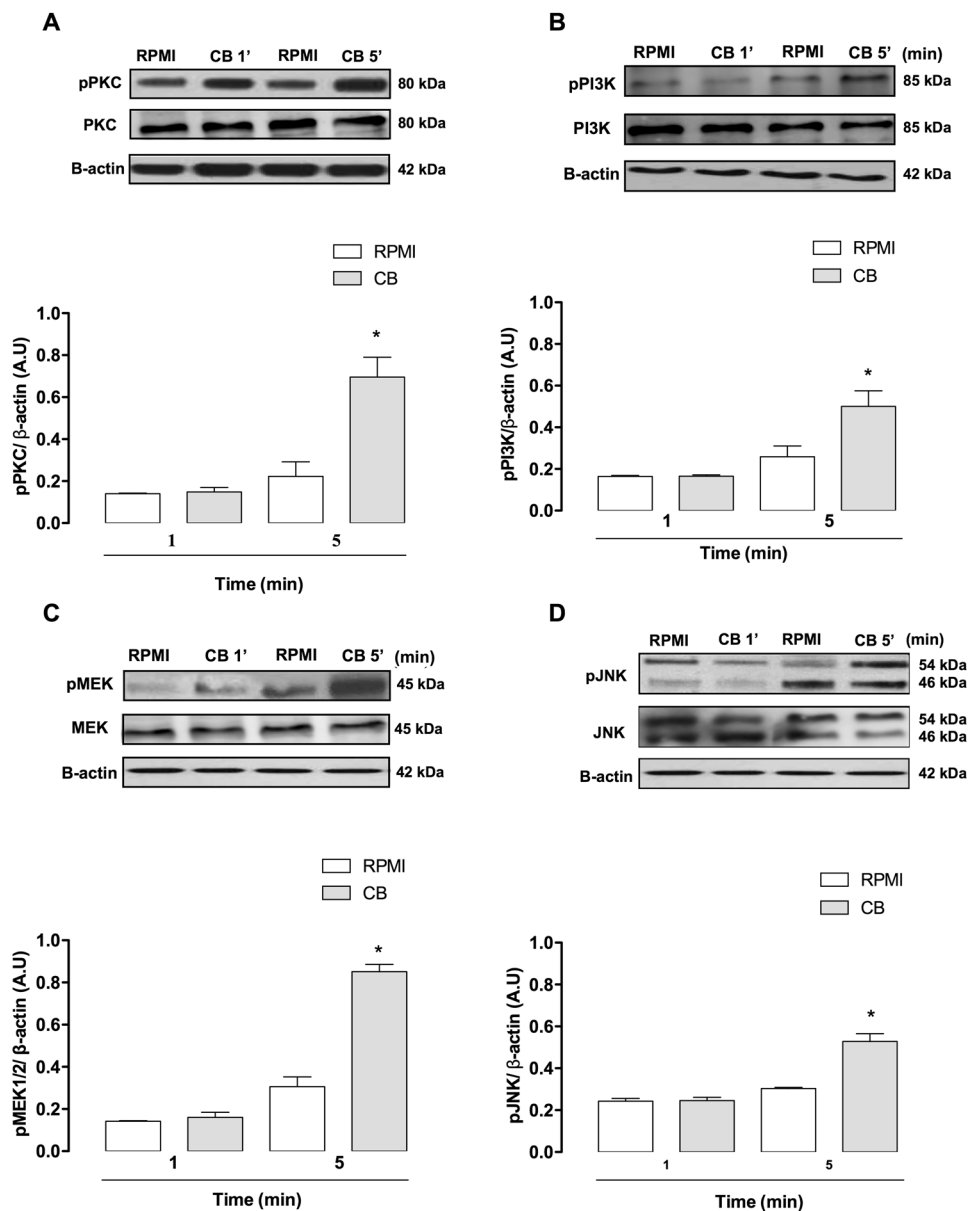 A
RPMI CB 1’ RPMI CB 5’
pPKC 80 kDa
PKC 80 kDa
B-actin 42 kDa
RPMI
CB
pPKC/ β-actin (A.U)
1.0
0.8
0.6
0.4
0.2
0.0
*
1 5
Time (min)
B
RPMI CB 1’ RPMI CB 5’ (min)
pPI3K 85 kDa
PI3K 85 kDa
B-actin 42 kDa
RPMI
CB
pPI3K/β-actin (A.U)
1.0
0.8
0.6
0.4
0.2
0.0
*
1 5
Time (min)
C
RPMI CB 1’ RPMI CB 5’ (min)
pMEK 45 kDa
MEK 45 kDa
B-actin 42 kDa
RPMI
CB
pMEK1/2/ β-actin (A.U)
1.0
0.8
0.6
0.4
0.2
0.0
*
1 5
Time (min)
D
RPMI CB 1’ RPMI CB 5’ (min)
pJNK 54 kDa
46 kDa
JNK 54 kDa
46 kDa
B-actin 42 kDa
RPMI
CB
pJNK/ β-actin (A.U)
1.0
0.8
0.6
0.4
0.2
0.0
*
1 5
Time (min)